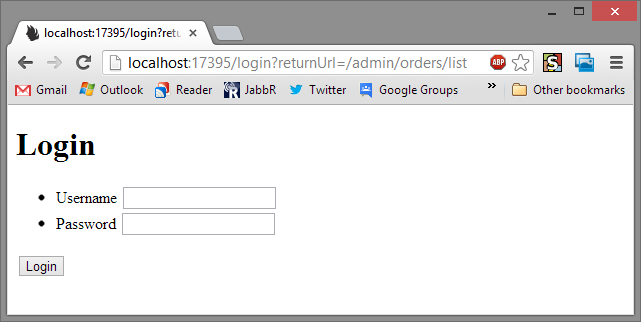 localhost:17395/login?retu
localhost:17395/login?returnUrl=/admin/orders/list
ABP
S
Gmail Outlook Reader JabbR Twitter Google Groups » Other bookmarks
Login
Username
Password
Login